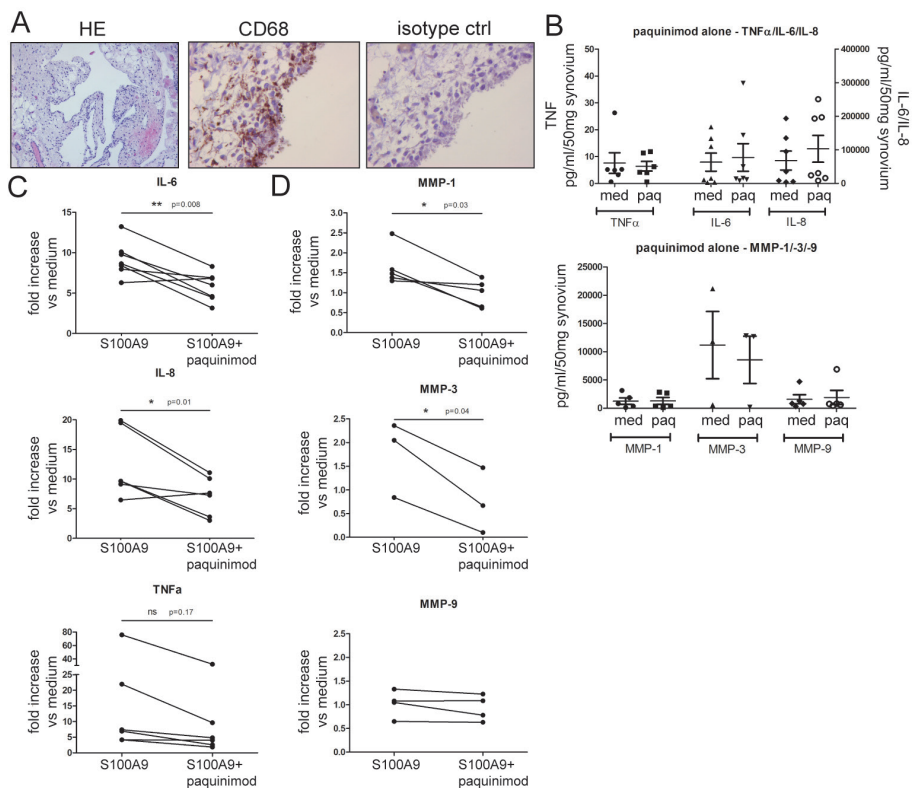 A
HE
CD68
isotype ctrl
B
paquinimod alone - TNFα/IL-6/IL-8
TNF
pg/ml/50mg synovium
50
40
30
20
10
0
400000
300000
200000
100000
0
pg/ml/50mg synovium
IL-6/IL-8
med paq med paq med paq
TNFα IL-6 IL-8
paquinimod alone - MMP-1/-3/-9
pg/ml/50mg synovium
25000
20000
15000
10000
5000
0
med paq med paq med paq
MMP-1 MMP-3 MMP-9
C
IL-6
** p=0.008
fold increase
vs medium
15
10
5
0
S100A9 S100A9+
paquinimod
IL-8
* p=0.01
fold increase
vs medium
20
15
10
5
0
S100A9 S100A9+
paquinimod
TNFa
ns p=0.17
fold increase
vs medium
80
60
40
25
20
15
10
5
0
S100A9 S100A9+
paquinimod
D
MMP-1
* p=0.03
fold increase
vs medium
3.0
2.5
2.0
1.5
1.0
0.5
0.0
S100A9 S100A9+
paquinimod
MMP-3
* p=0.04
fold increase
vs medium
2.5
2.0
1.5
1.0
0.5
0.0
S100A9 S100A9+
paquinimod
MMP-9
fold increase
vs medium
2.5
2.0
1.5
1.0
0.5
0.0
S100A9 S100A9+
paquinimod